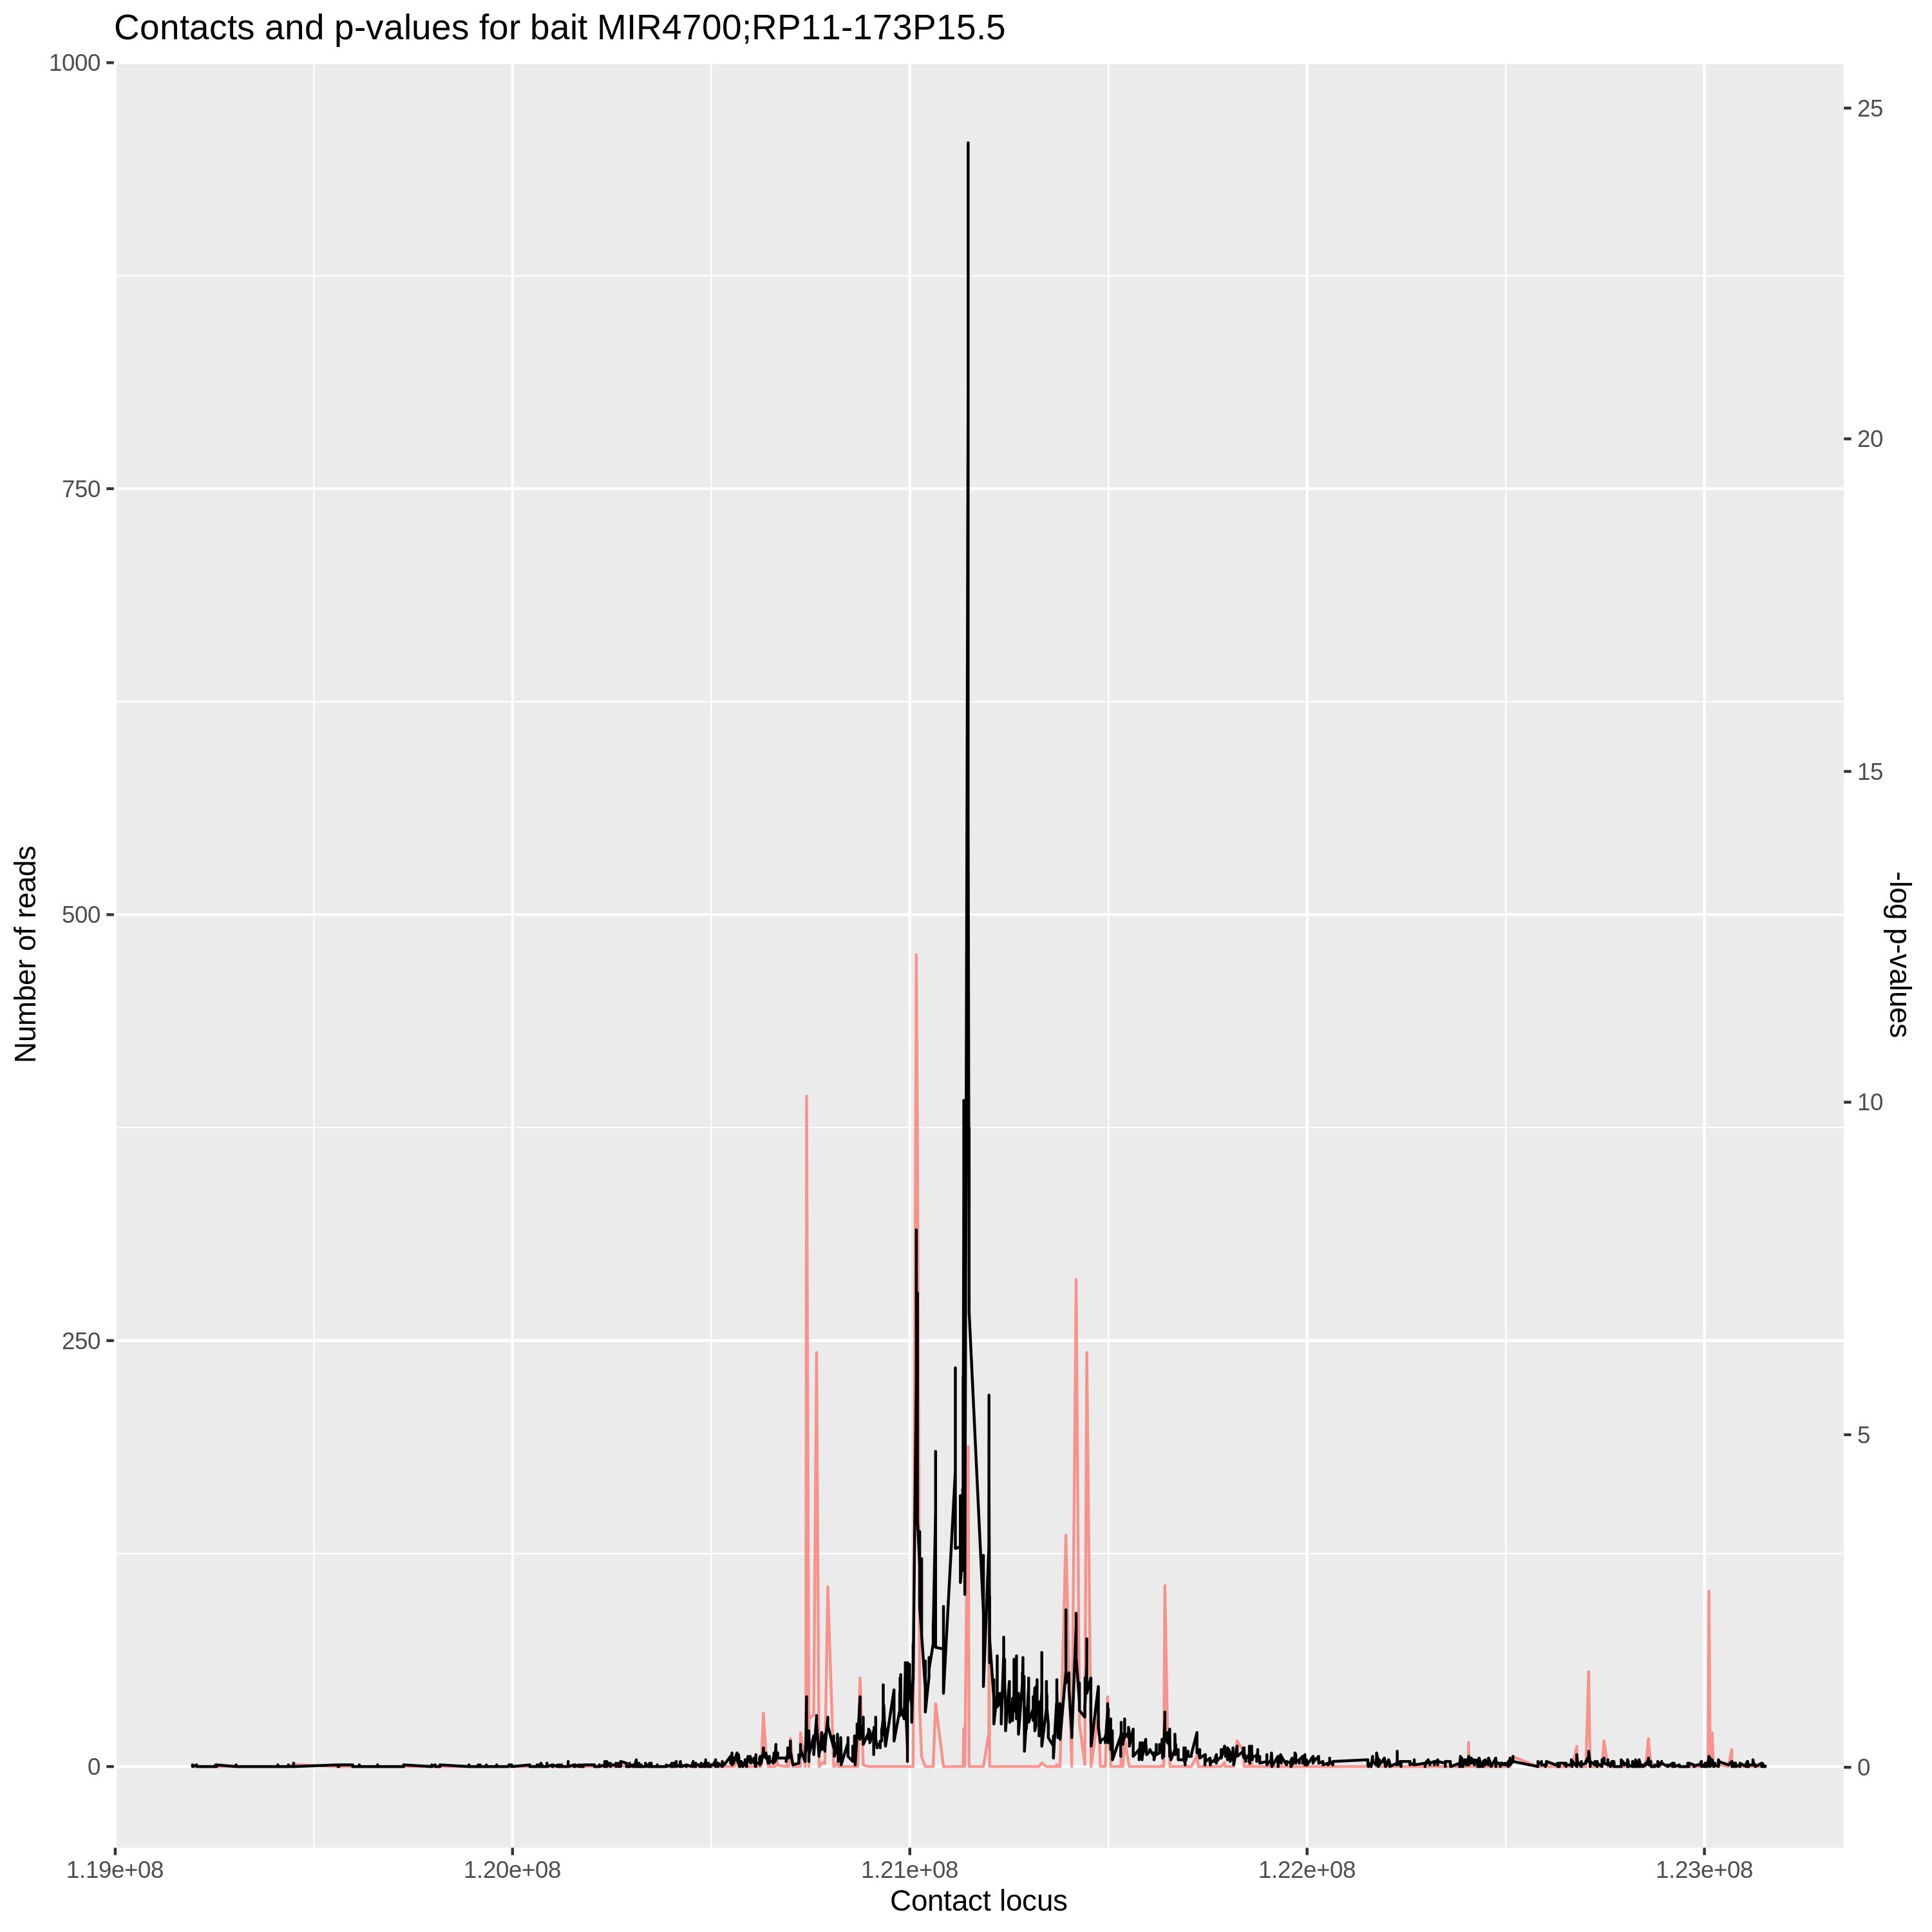 Contacts and p-values for bait MIR4700;RP11-173P15.5
1000
750
500
250
0
Number of reads
25
20
15
10
5
0
-log p-values
1.19e+08
1.20e+08
1.21e+08
1.22e+08
1.23e+08
Contact locus